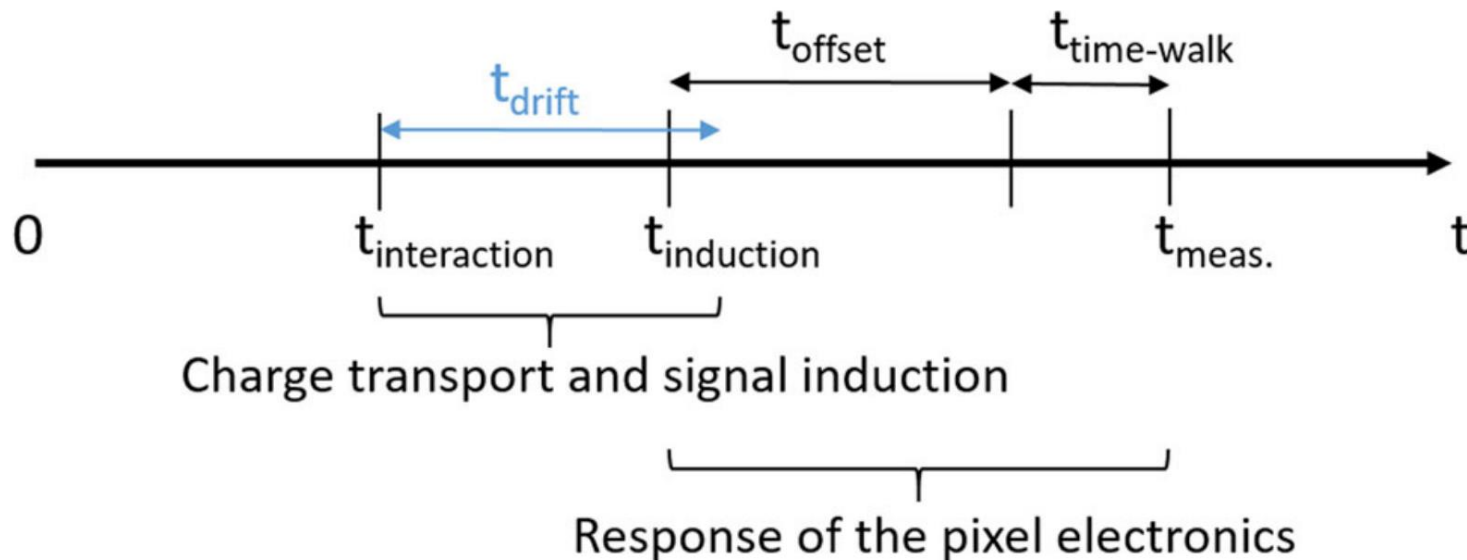 t_offset t_time-walk
t_drift
0 t_interaction t_induction t_meas. t
Charge transport and signal induction
Response of the pixel electronics